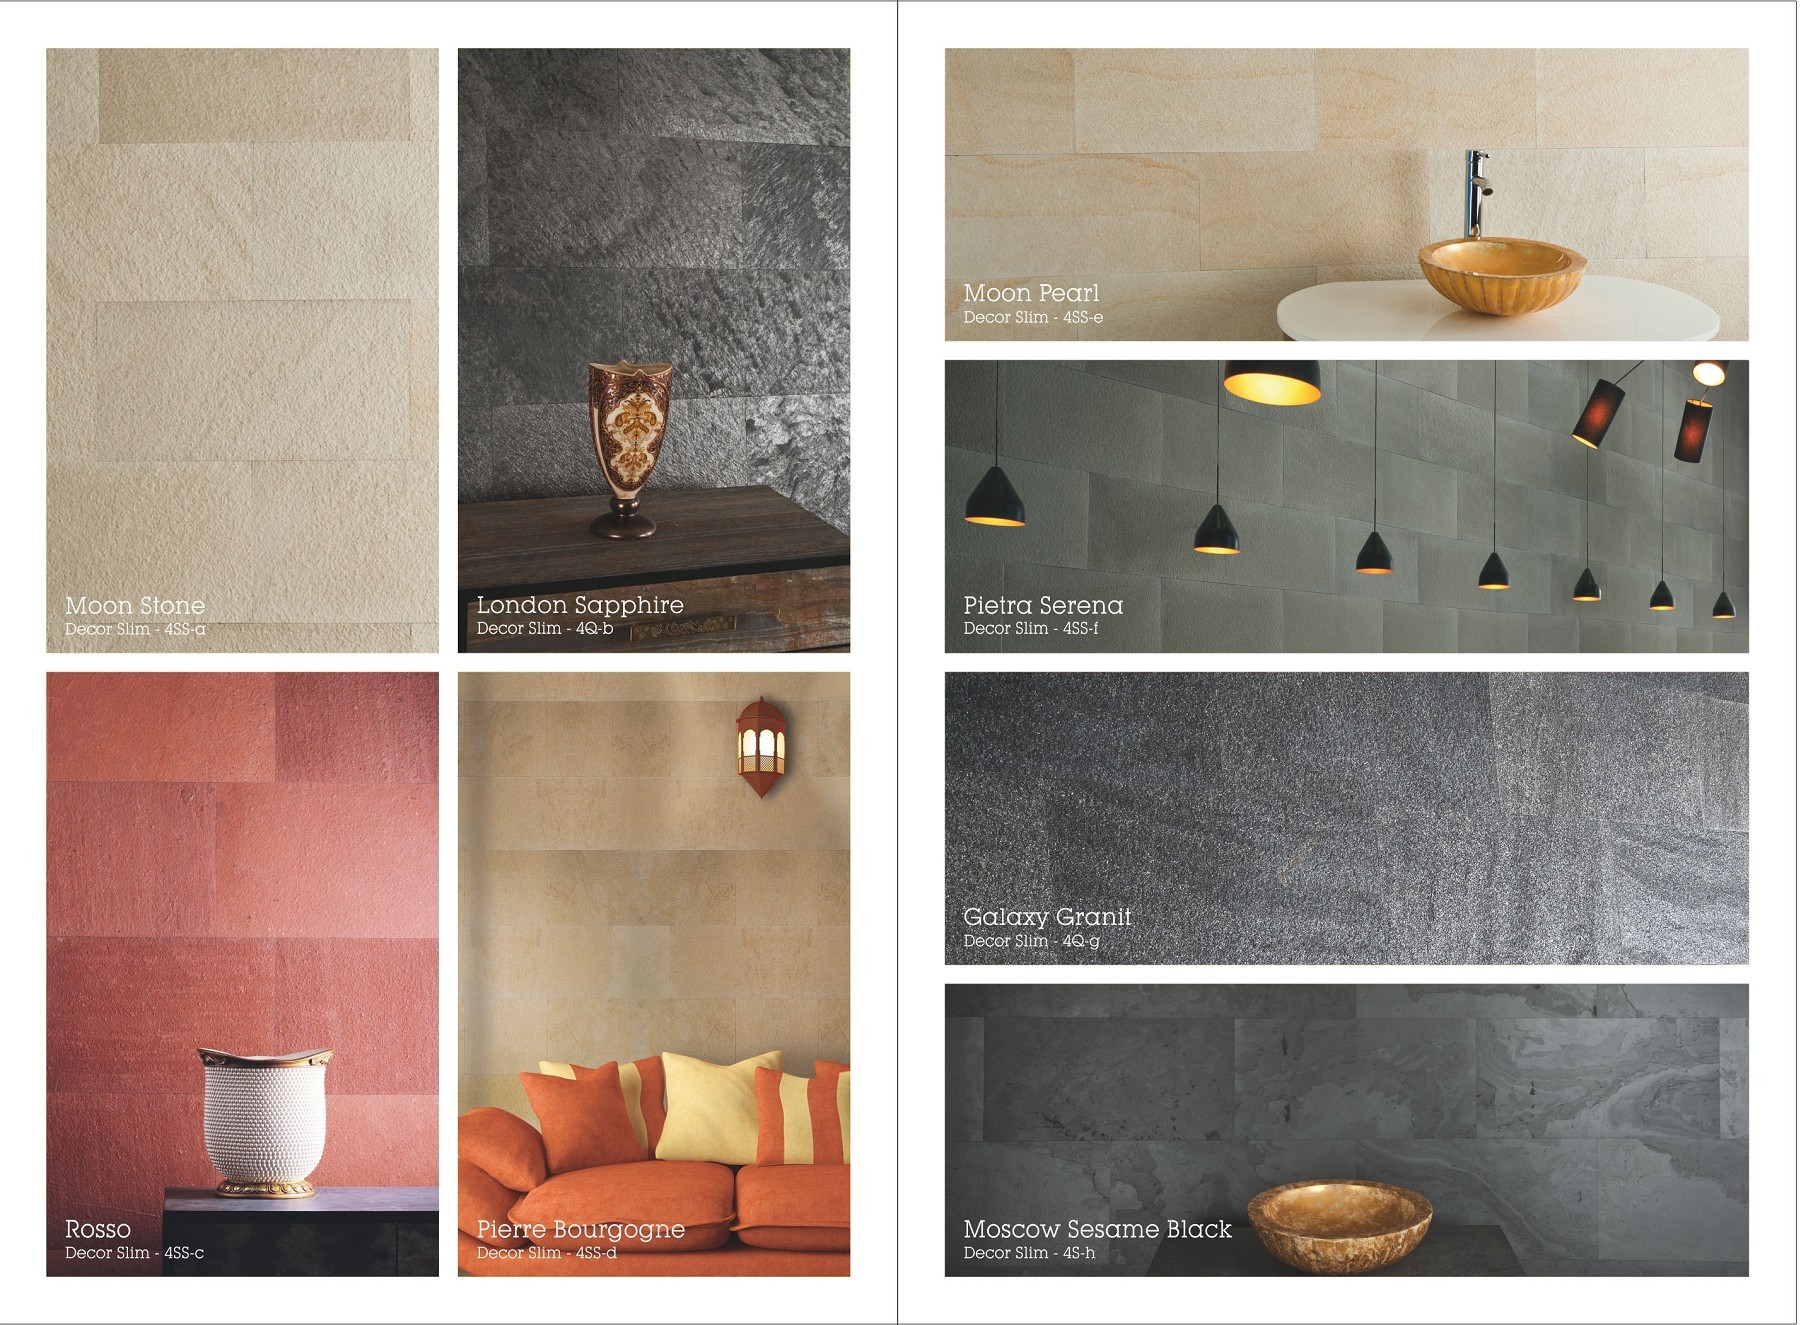 Moon Stone
Decor Slim - 4SS-a
London Sapphire
Decor Slim - 4Q-b
Rosso
Decor Slim - 4SS-c
Pierre Bourgogne
Decor Slim - 4SS-d
Moon Pearl
Decor Slim - 4SS-e
Pietra Serena
Decor Slim - 4SS-f
Galaxy Granit
Decor Slim - 4Q-g
Moscow Sesame Black
Decor Slim - 4S-h